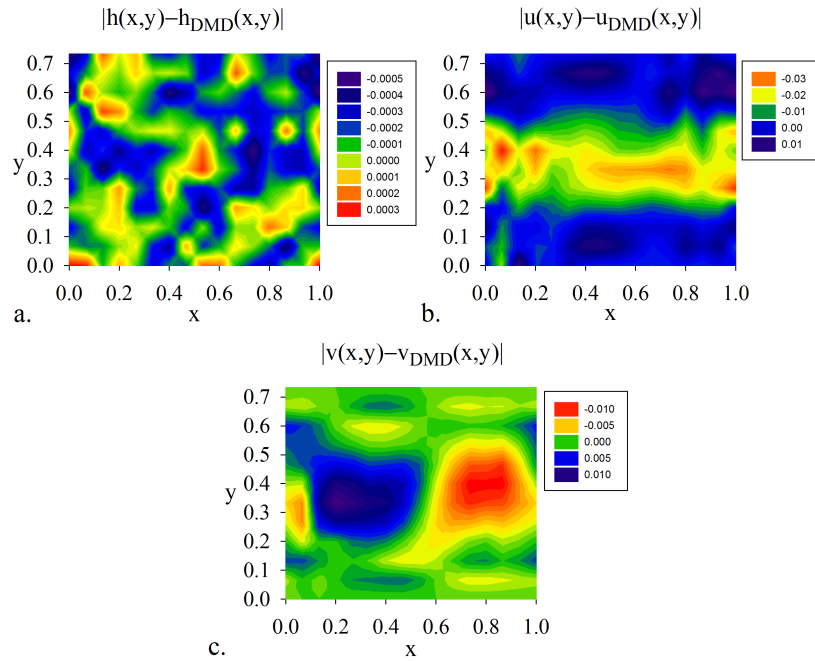 |h(x,y)−h_DMD(x,y)|
0.7
0.6
0.5
y 0.4
0.3
0.2
0.1
0.0
0.0 0.2 0.4 0.6 0.8 1.0
x
a.
-0.0005
-0.0004
-0.0003
-0.0002
-0.0001
0.0000
0.0001
0.0002
0.0003
|u(x,y)−u_DMD(x,y)|
0.7
0.6
0.5
y 0.4
0.3
0.2
0.1
0.0
0.0 0.2 0.4 0.6 0.8 1.0
x
b.
-0.03
-0.02
-0.01
0.00
0.01
|v(x,y)−v_DMD(x,y)|
0.7
0.6
0.5
y 0.4
0.3
0.2
0.1
0.0
0.0 0.2 0.4 0.6 0.8 1.0
x
c.
-0.010
-0.005
0.000
0.005
0.010